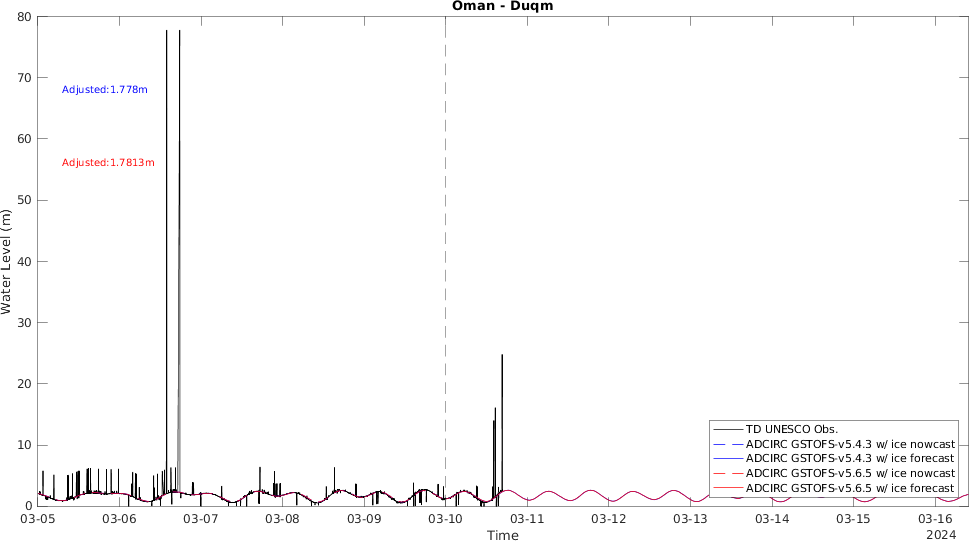 Oman - Duqm
80
70
60
50
40
30
20
10
0
Water Level (m)
Adjusted:1.778m
Adjusted:1.7813m
TD UNESCO Obs.
ADCIRC GSTOFS-v5.4.3 w/ ice nowcast
ADCIRC GSTOFS-v5.4.3 w/ ice forecast
ADCIRC GSTOFS-v5.6.5 w/ ice nowcast
ADCIRC GSTOFS-v5.6.5 w/ ice forecast
03-05 03-06 03-07 03-08 03-09 03-10 03-11 03-12 03-13 03-14 03-15 03-16
2024
Time